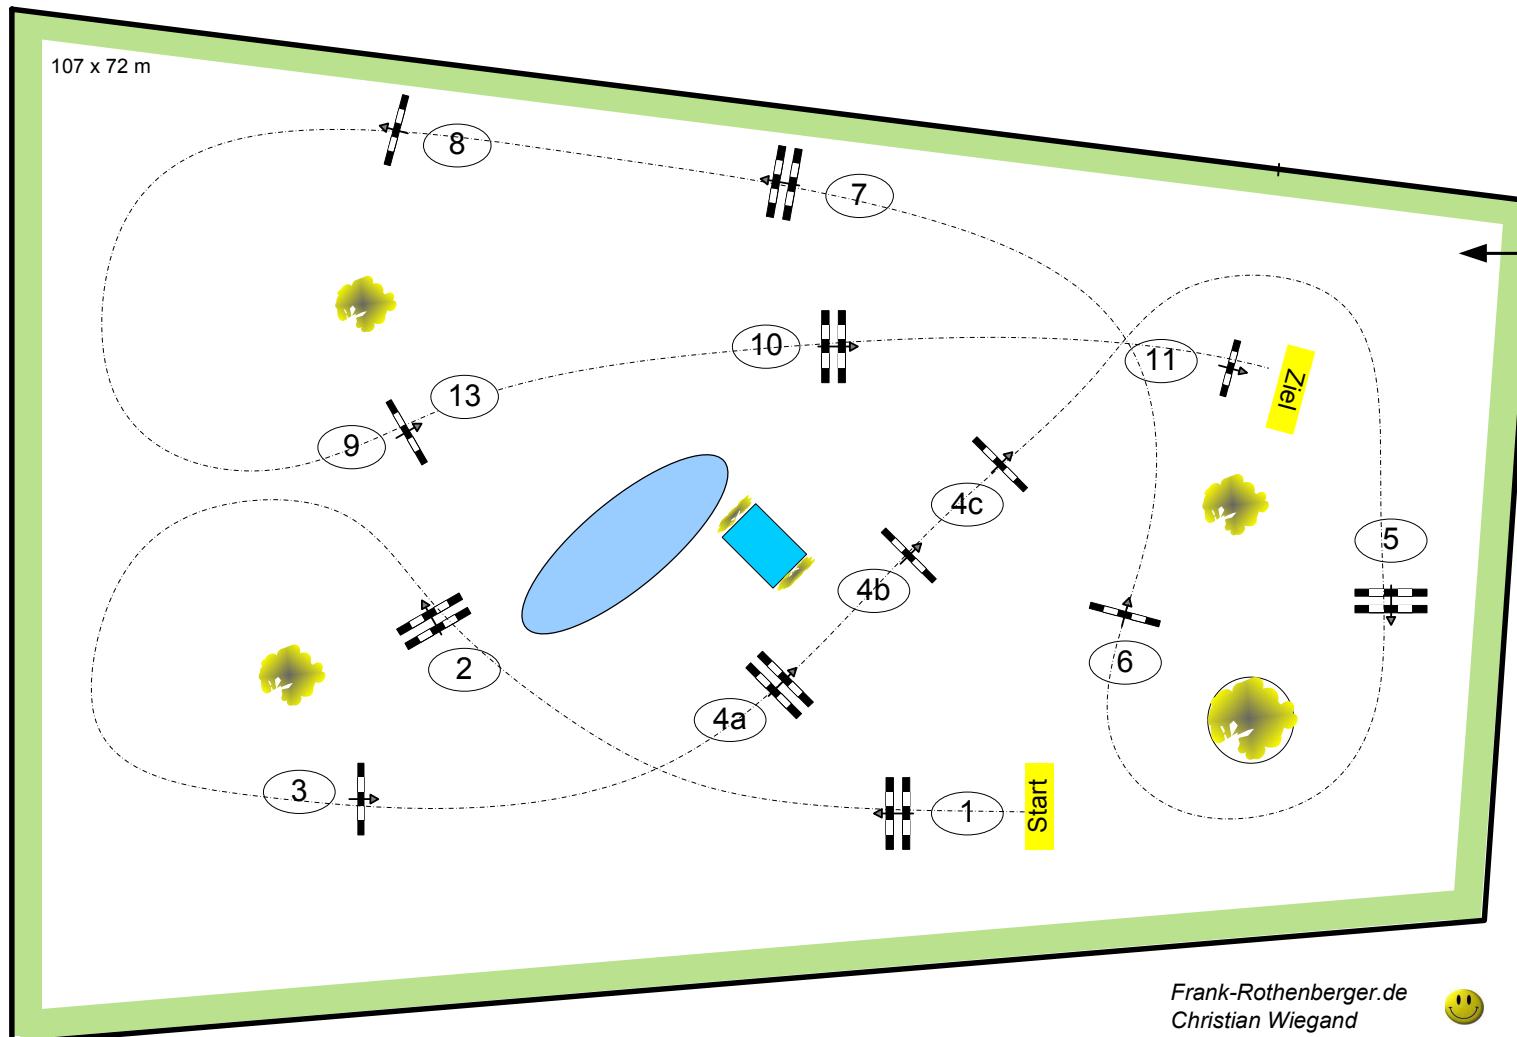 107 x 72 m
8
7
10
11
Ziel
13
9
4c
5
4b
6
2
4a
3
1
Start
Frank-Rothenberger.de
Christian Wiegand